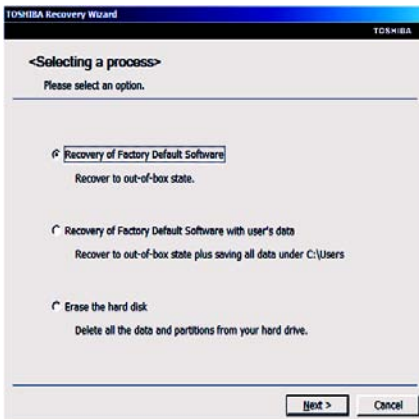 TOSHIBA Recovery Wizard
TOSHIBA
<Selecting a process>
Please select an option.
Recovery of Factory Default Software
Recover to out-of-box state.
Recovery of Factory Default Software with user's data
Recover to out-of-box state plus saving all data under C:\Users
Erase the hard disk
Delete all the data and partitions from your hard drive.
Next > Cancel